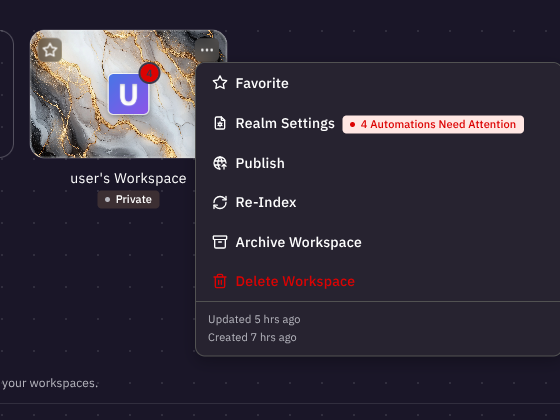 U
4
Favorite
Realm Settings
4 Automations Need Attention
Publish
Re-Index
Archive Workspace
Delete Workspace
Updated 5 hrs ago
Created 7 hrs ago
user's Workspace
Private
your workspaces.